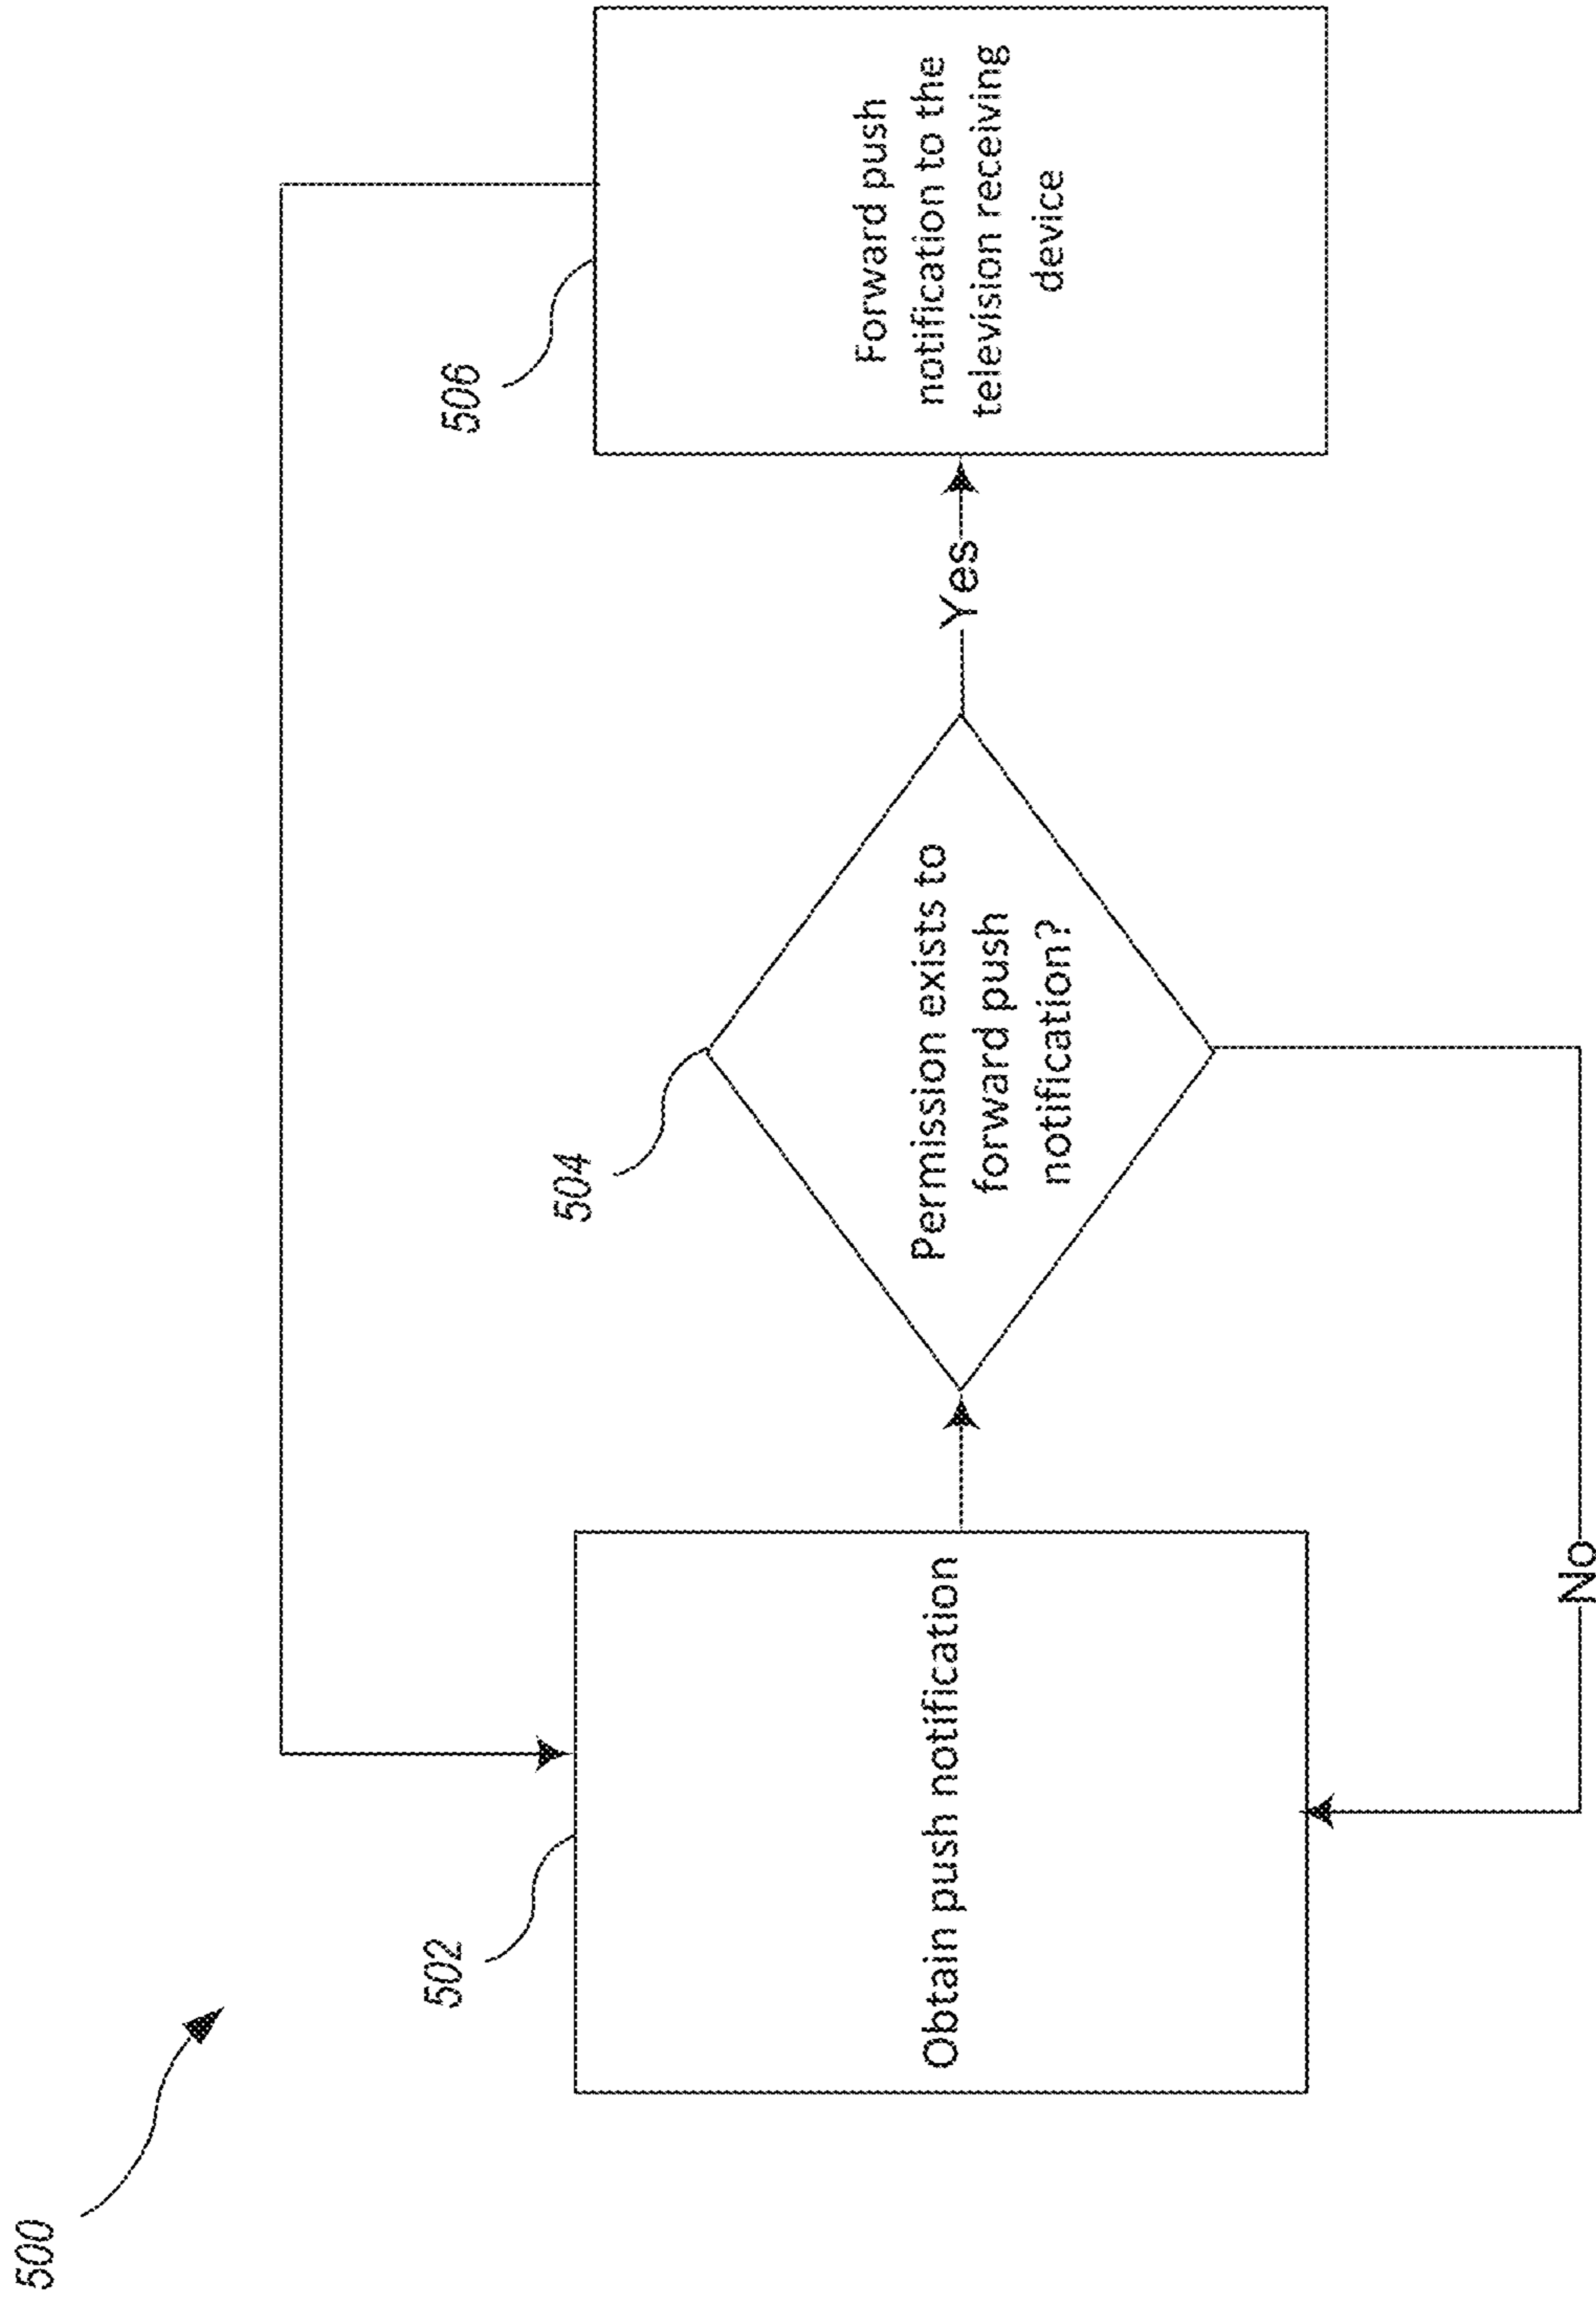 500
502
Obtain push notification
504
Permission exists to
forward push
notification?
Yes
No
506
Forward push
notification to the
television receiving
device